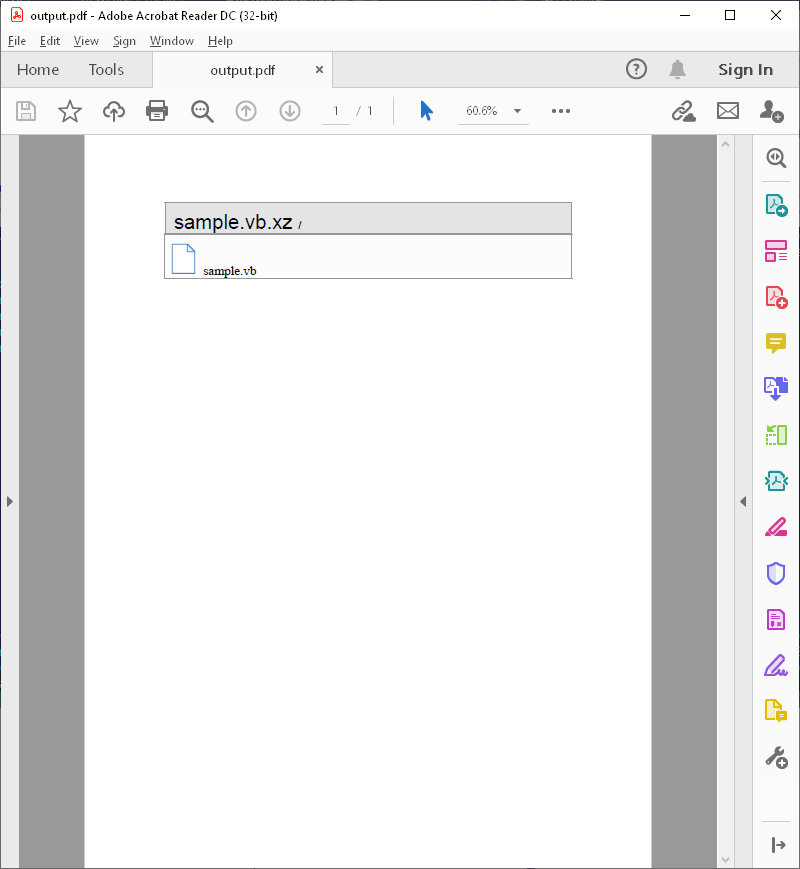 output.pdf - Adobe Acrobat Reader DC (32-bit)
File Edit View Sign Window Help
Home Tools output.pdf × Sign In
1 / 1 60.6%
sample.vb.xz /
sample.vb